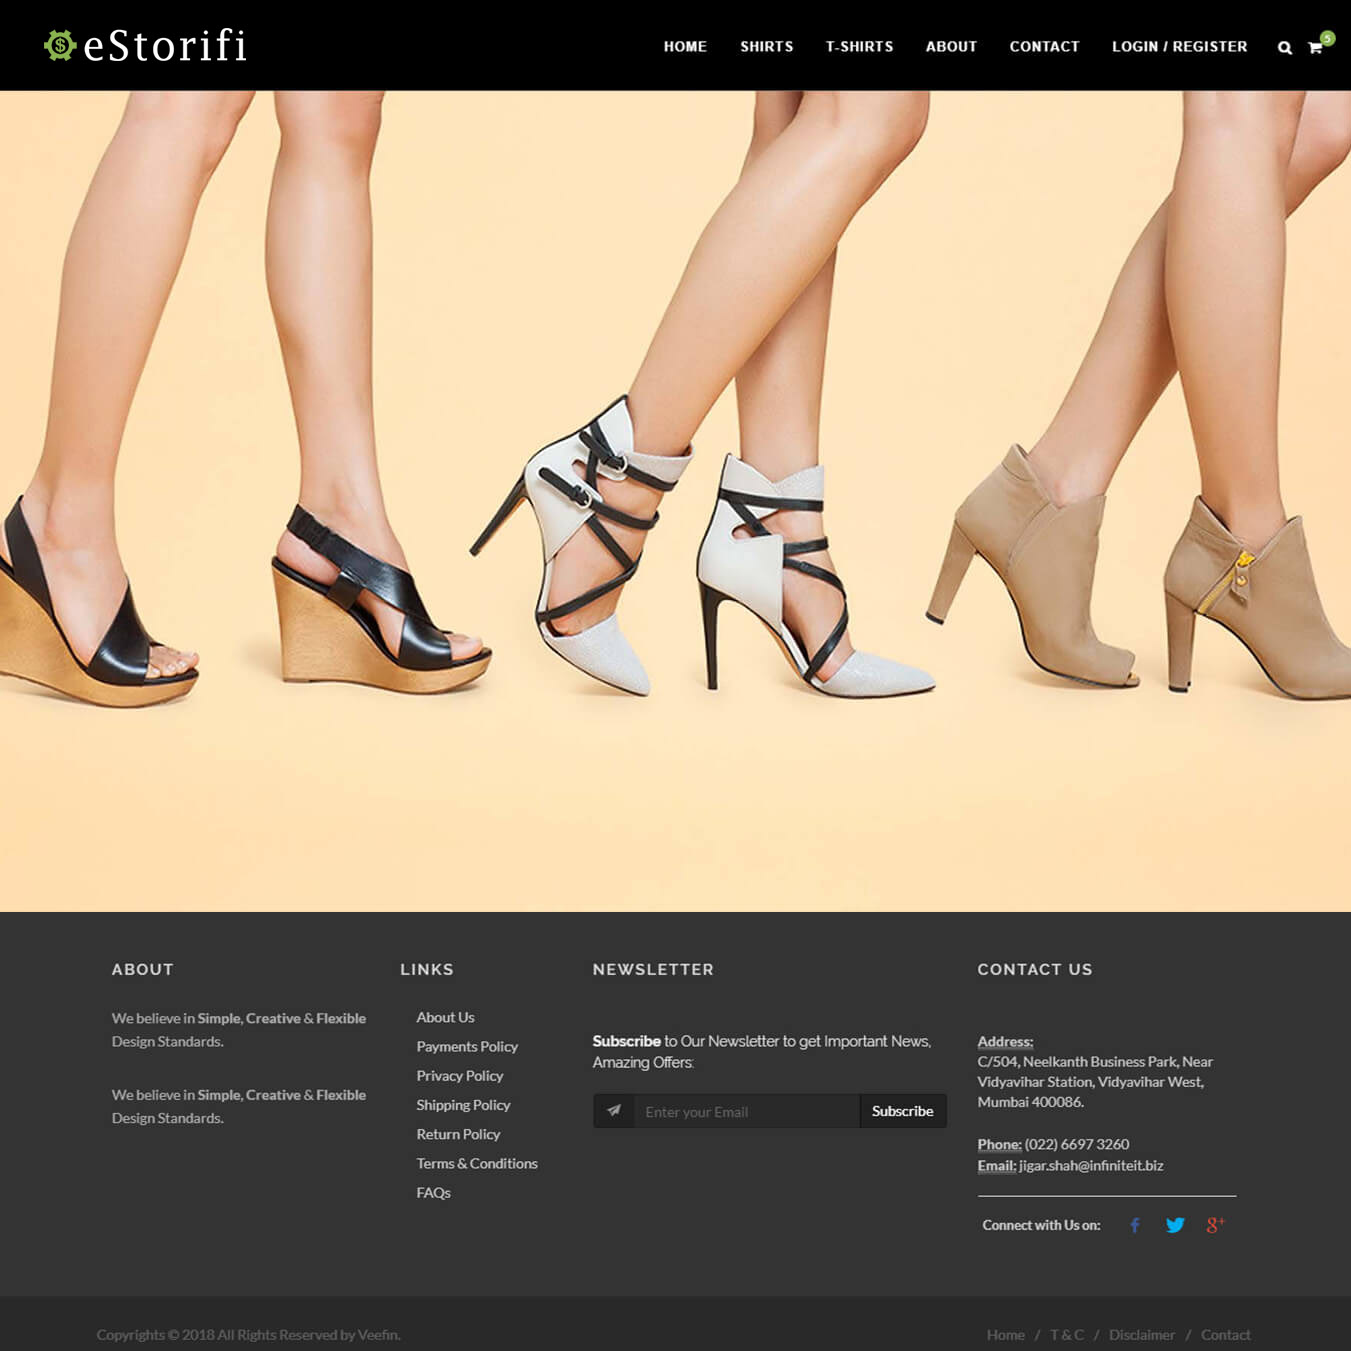 eStorifi
HOME SHIRTS T-SHIRTS ABOUT CONTACT LOGIN / REGISTER 5
ABOUT
We believe in Simple, Creative & Flexible
Design Standards.
We believe in Simple, Creative & Flexible
Design Standards.
LINKS
About Us
Payments Policy
Privacy Policy
Shipping Policy
Return Policy
Terms & Conditions
FAQs
NEWSLETTER
Subscribe to Our Newsletter to get Important News,
Amazing Offers:
Enter your Email Subscribe
CONTACT US
Address:
C/504, Neelkanth Business Park, Near
Vidyavihar Station, Vidyavihar West,
Mumbai 400086.
Phone: (022) 6697 3260
Email: jigar.shah@infiniteit.biz
Connect with Us on:
Copyrights © 2018 All Rights Reserved by Veefin.
Home / T & C / Disclaimer / Contact